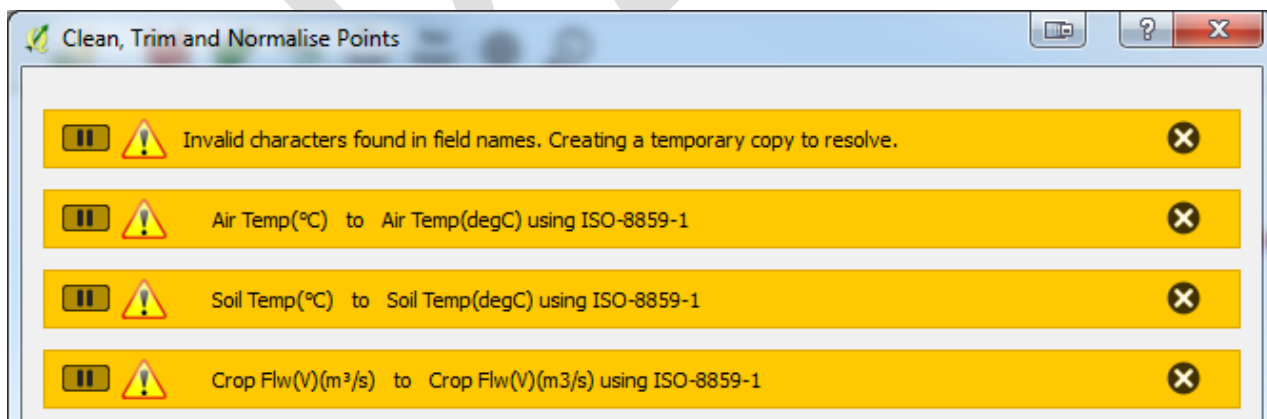 Clean, Trim and Normalise Points
Invalid characters found in field names. Creating a temporary copy to resolve.
Air Temp(°C) to Air Temp(degC) using ISO-8859-1
Soil Temp(°C) to Soil Temp(degC) using ISO-8859-1
Crop Flw(V)(m³/s) to Crop Flw(V)(m3/s) using ISO-8859-1